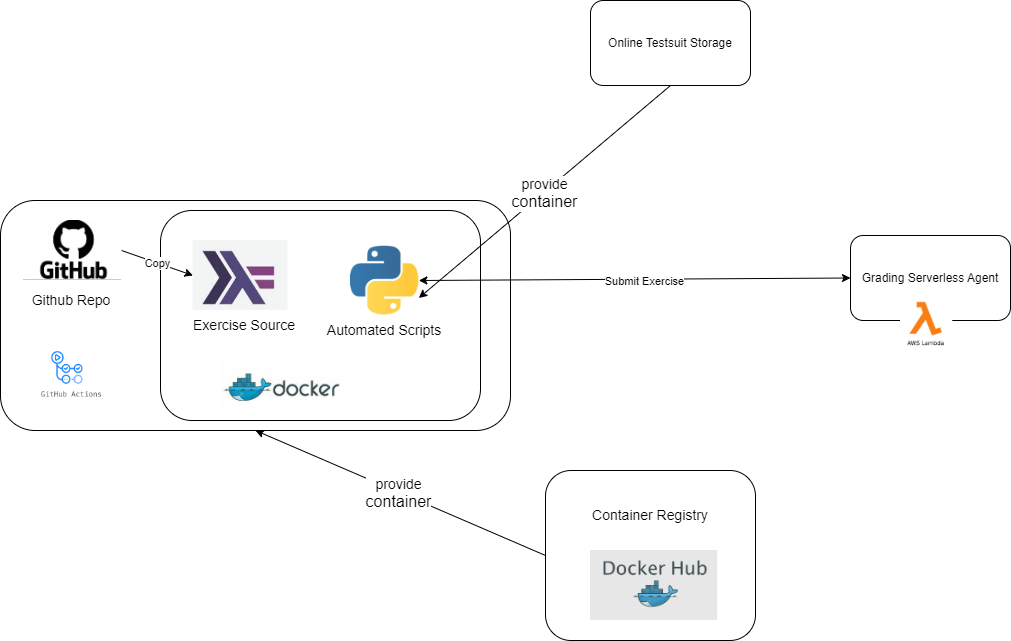 Online Testsuit Storage
provide
container
GitHub
Github Repo
Copy
Exercise Source
Automated Scripts
Submit Exercise
Grading Serverless Agent
AWS Lambda
GitHub Actions
docker
provide
container
Container Registry
Docker Hub